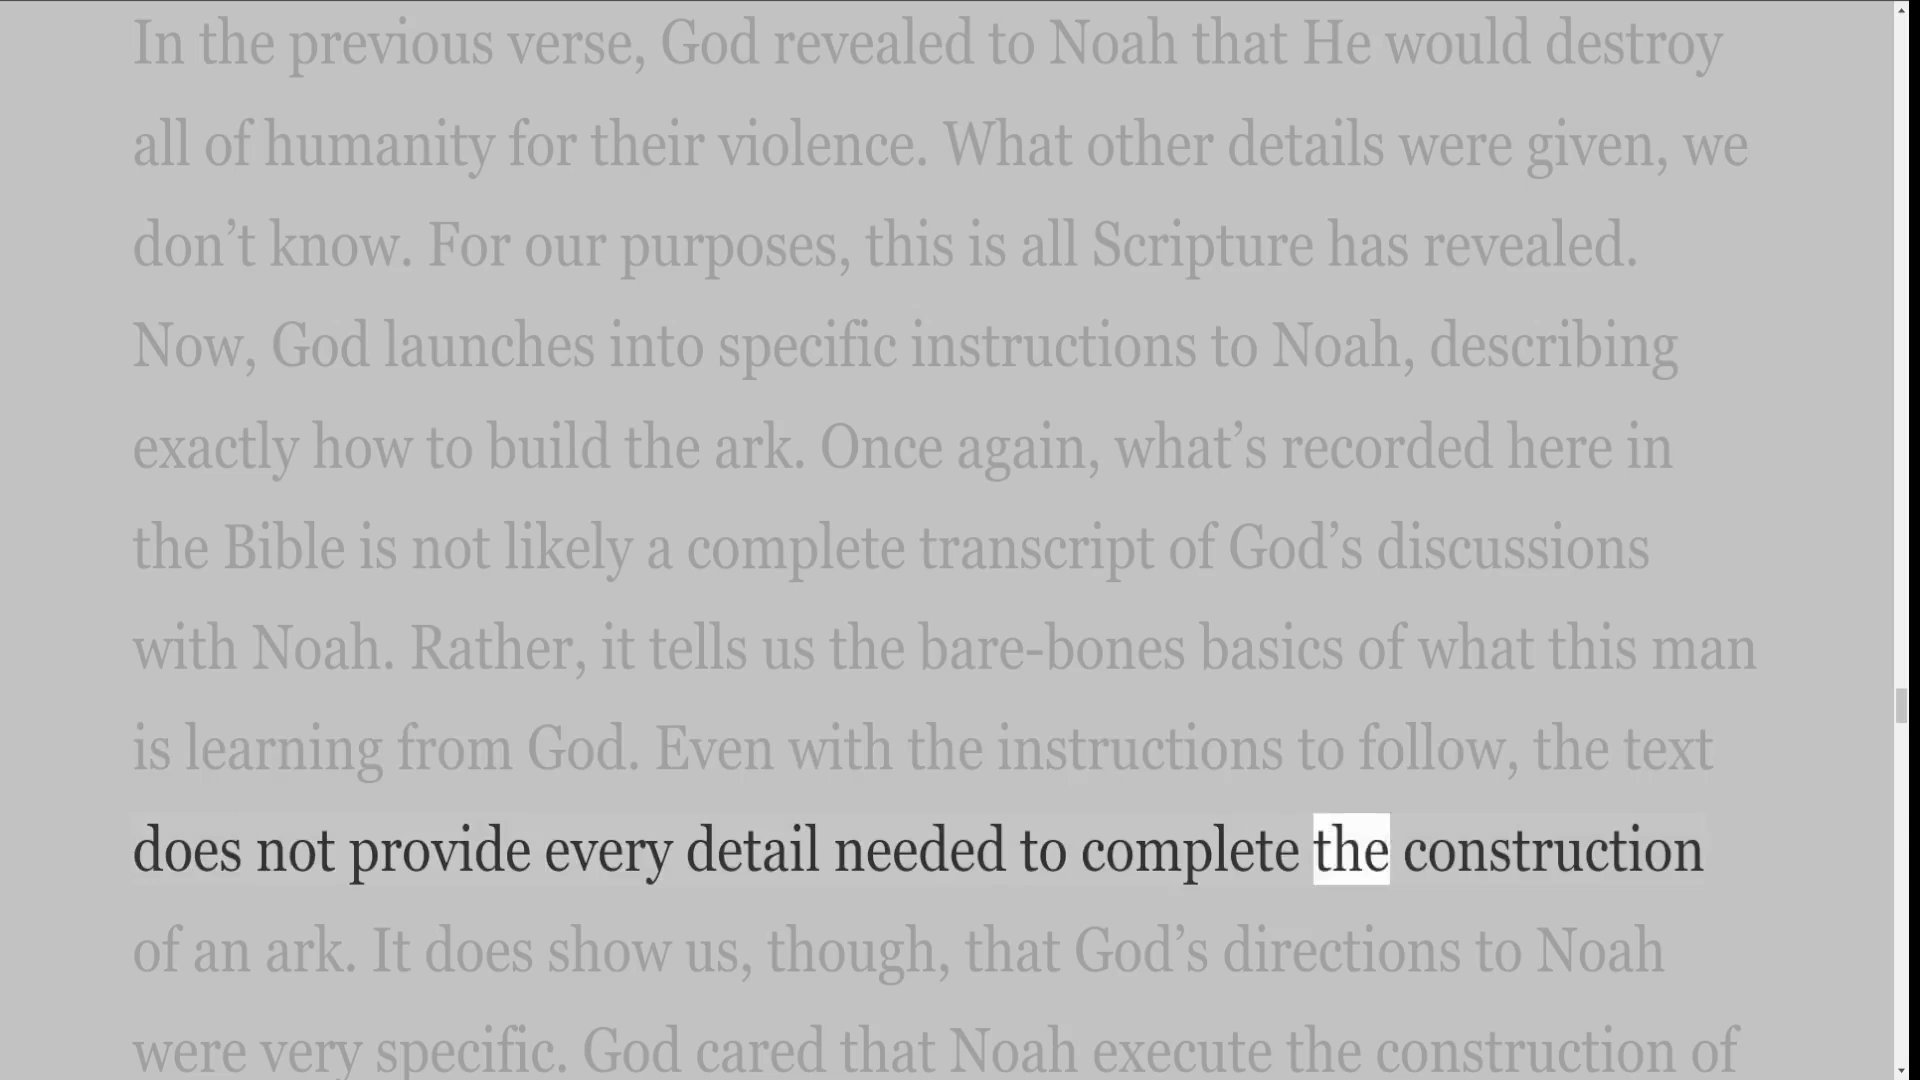 In the previous verse, God revealed to Noah that He would destroy
all of humanity for their violence. What other details were given, we
don’t know. For our purposes, this is all Scripture has revealed.
Now, God launches into specific instructions to Noah, describing
exactly how to build the ark. Once again, what’s recorded here in
the Bible is not likely a complete transcript of God’s discussions
with Noah. Rather, it tells us the bare-bones basics of what this man
is learning from God. Even with the instructions to follow, the text
does not provide every detail needed to complete the construction
of an ark. It does show us, though, that God’s directions to Noah
were very specific. God cared that Noah execute the construction of